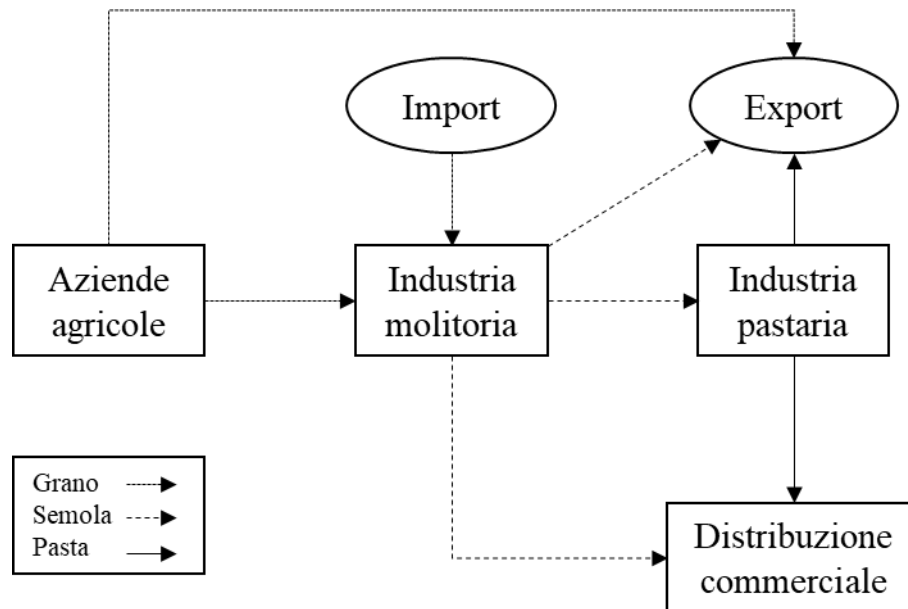 Import
Export
Aziende
agricole
Industria
molitoria
Industria
pastaria
Grano
Semola
Pasta
Distribuzione
commerciale